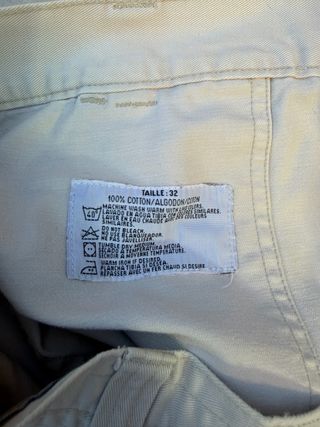 TAILLE: 32
100% COTTON/ALGODON/COTON
MACHINE WASH WARM WITH LIKE COLORS.
LAVADO EN AGUA TIBIA CON COLORES SIMILARES.
LAVER EN EAU CHAUDE AVEC DES COULEURS SIMILAIRES.
40°
DO NOT BLEACH.
NO USE BLANQUEADOR.
NE PAS JAVELLISER.
TUMBLE DRY MEDIUM.
SECADO A TEMPERATURA MEDIA.
SECHER A MOYENNE TEMPERATURE.
WARM IRON IF DESIRED.
PLANCHA TIBIA SI DESEA.
REPASSER AVEC UN FER CHAUD SI DESIRE